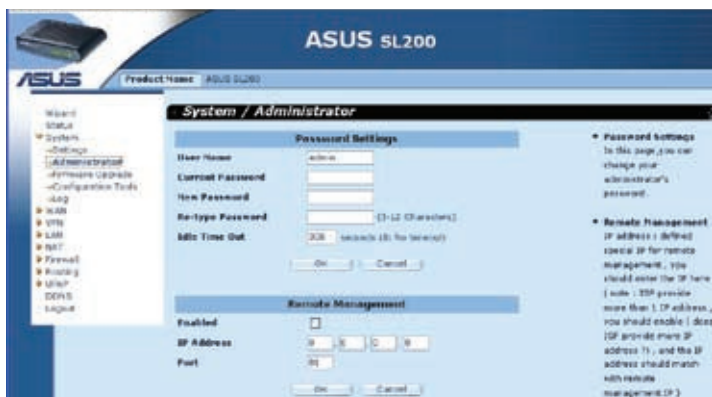 ASUS SL200
ASUS
Product Name ASUS SL200
Wizard
Status
System
Settings
Administrator
Firmware Upgrade
Configuration Tools
Log
WAN
VPN
LAN
NAT
Firewall
Routing
UPnP
DDNS
Logout
System / Administrator
Password Settings
User Name admin
Current Password
New Password
Re-type Password (3-12 Characters)
Idle Time Out seconds
OK Cancel
Remote Management
Enabled
IP Address 0 . 0 . 0 . 0
Port
OK Cancel
Password Settings
In this page, you can
change your
administrator's
password.
Remote Management
IP address : defined
special IP for remote
management , you
should enter the IP here
( note : ISP provide
more than 1 IP address ,
you should enable ( does
ISP provide more IP
address ?) , and the IP
address should match
with remote
management IP )